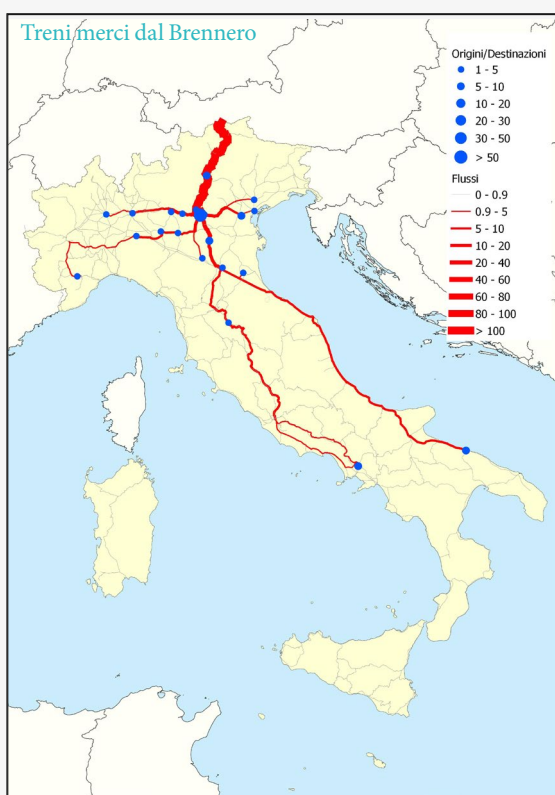 Treni merci dal Brennero
Origini/Destinazioni
1 - 5
5 - 10
10 - 20
20 - 30
30 - 50
> 50
Flussi
0 - 0.9
0.9 - 5
5 - 10
10 - 20
20 - 40
40 - 60
60 - 80
80 - 100
> 100